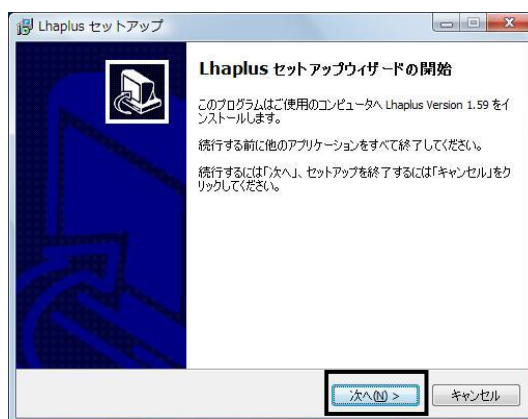 Lhaplus セットアップ
Lhaplus セットアップウィザードの開始
このプログラムはご使用のコンピュータへ Lhaplus Version 1.59 をイ
ンストールします。
続行する前に他のアプリケーションをすべて終了してください。
続行するには「次へ」、セットアップを終了するには「キャンセル」をク
リックしてください。
次へ(N) >
キャンセル